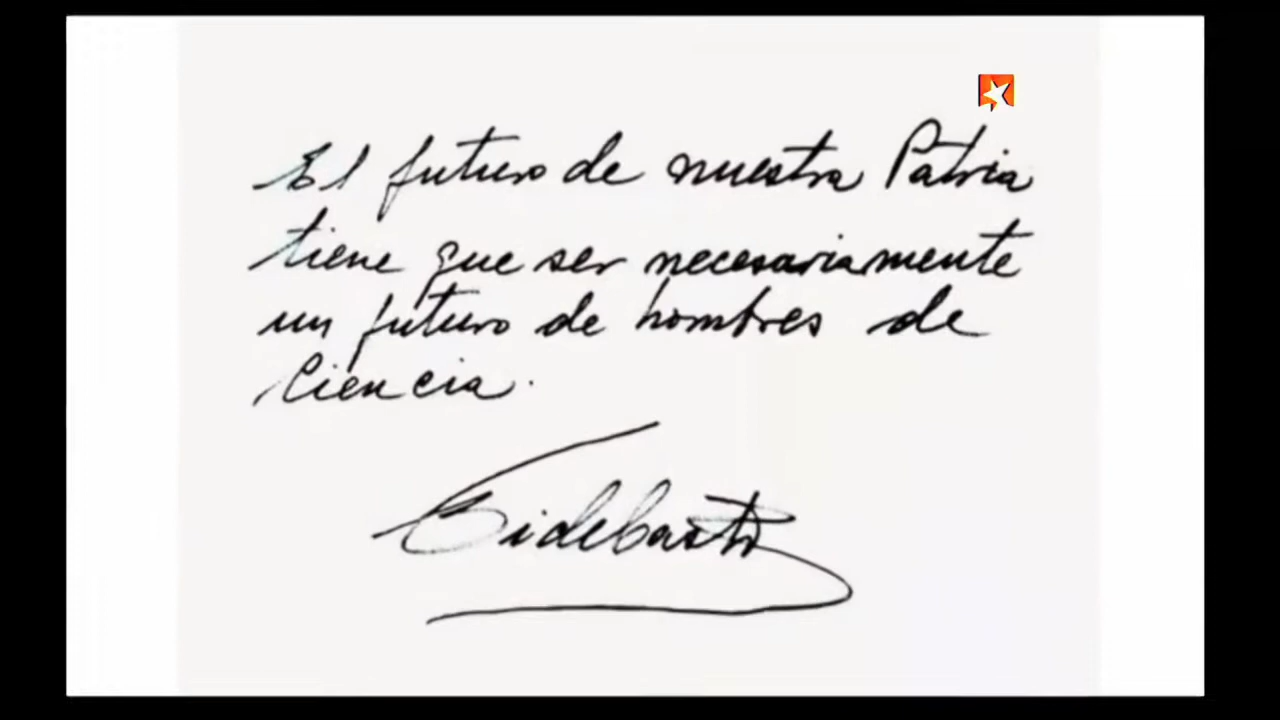 El futuro de nuestra Patria
tiene que ser necesariamente
un futuro de hombres de
Ciencia.